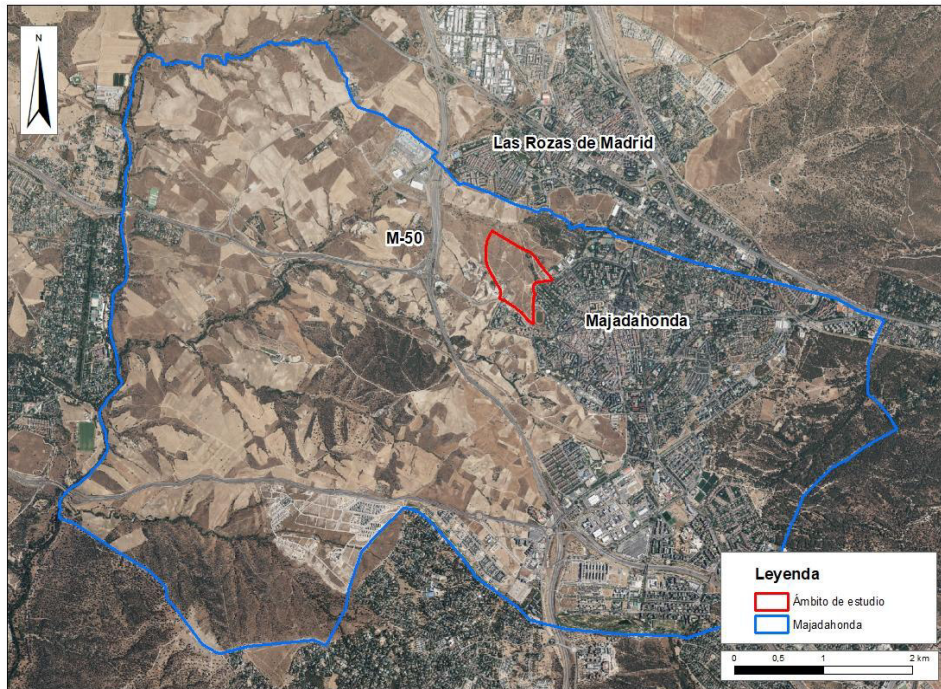 N
Las Rozas de Madrid
M-50
Majadahonda
Leyenda
Ámbito de estudio
Majadahonda
0 0,5 1 2 km